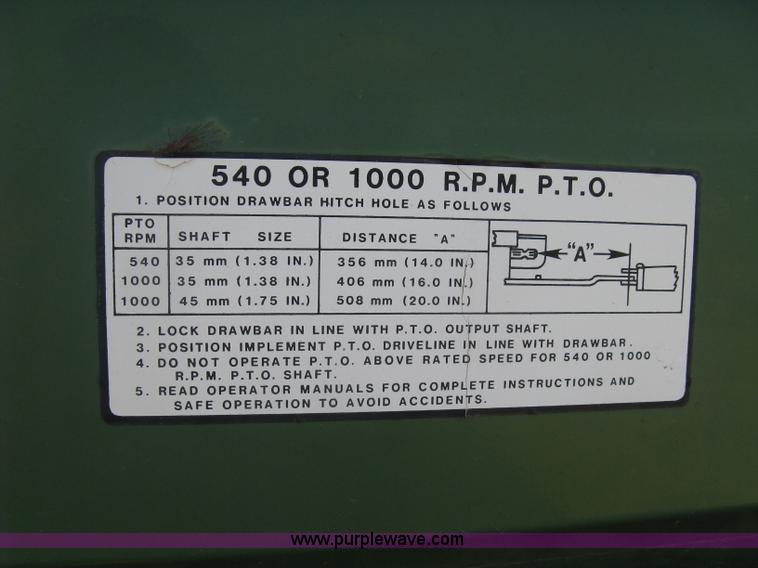 540 OR 1000 R.P.M. P.T.O.
1. POSITION DRAWBAR HITCH HOLE AS FOLLOWS
PTO RPM SHAFT SIZE DISTANCE "A"
540 35 mm (1.38 IN.) 356 mm (14.0 IN.)
1000 35 mm (1.38 IN.) 406 mm (16.0 IN.)
1000 45 mm (1.75 IN.) 508 mm (20.0 IN.)
"A"
2. LOCK DRAWBAR IN LINE WITH P.T.O. OUTPUT SHAFT.
3. POSITION IMPLEMENT P.T.O. DRIVELINE IN LINE WITH DRAWBAR.
4. DO NOT OPERATE P.T.O. ABOVE RATED SPEED FOR 540 OR 1000
R.P.M. P.T.O. SHAFT.
5. READ OPERATOR MANUALS FOR COMPLETE INSTRUCTIONS AND
SAFE OPERATION TO AVOID ACCIDENTS.
www.purplewave.com